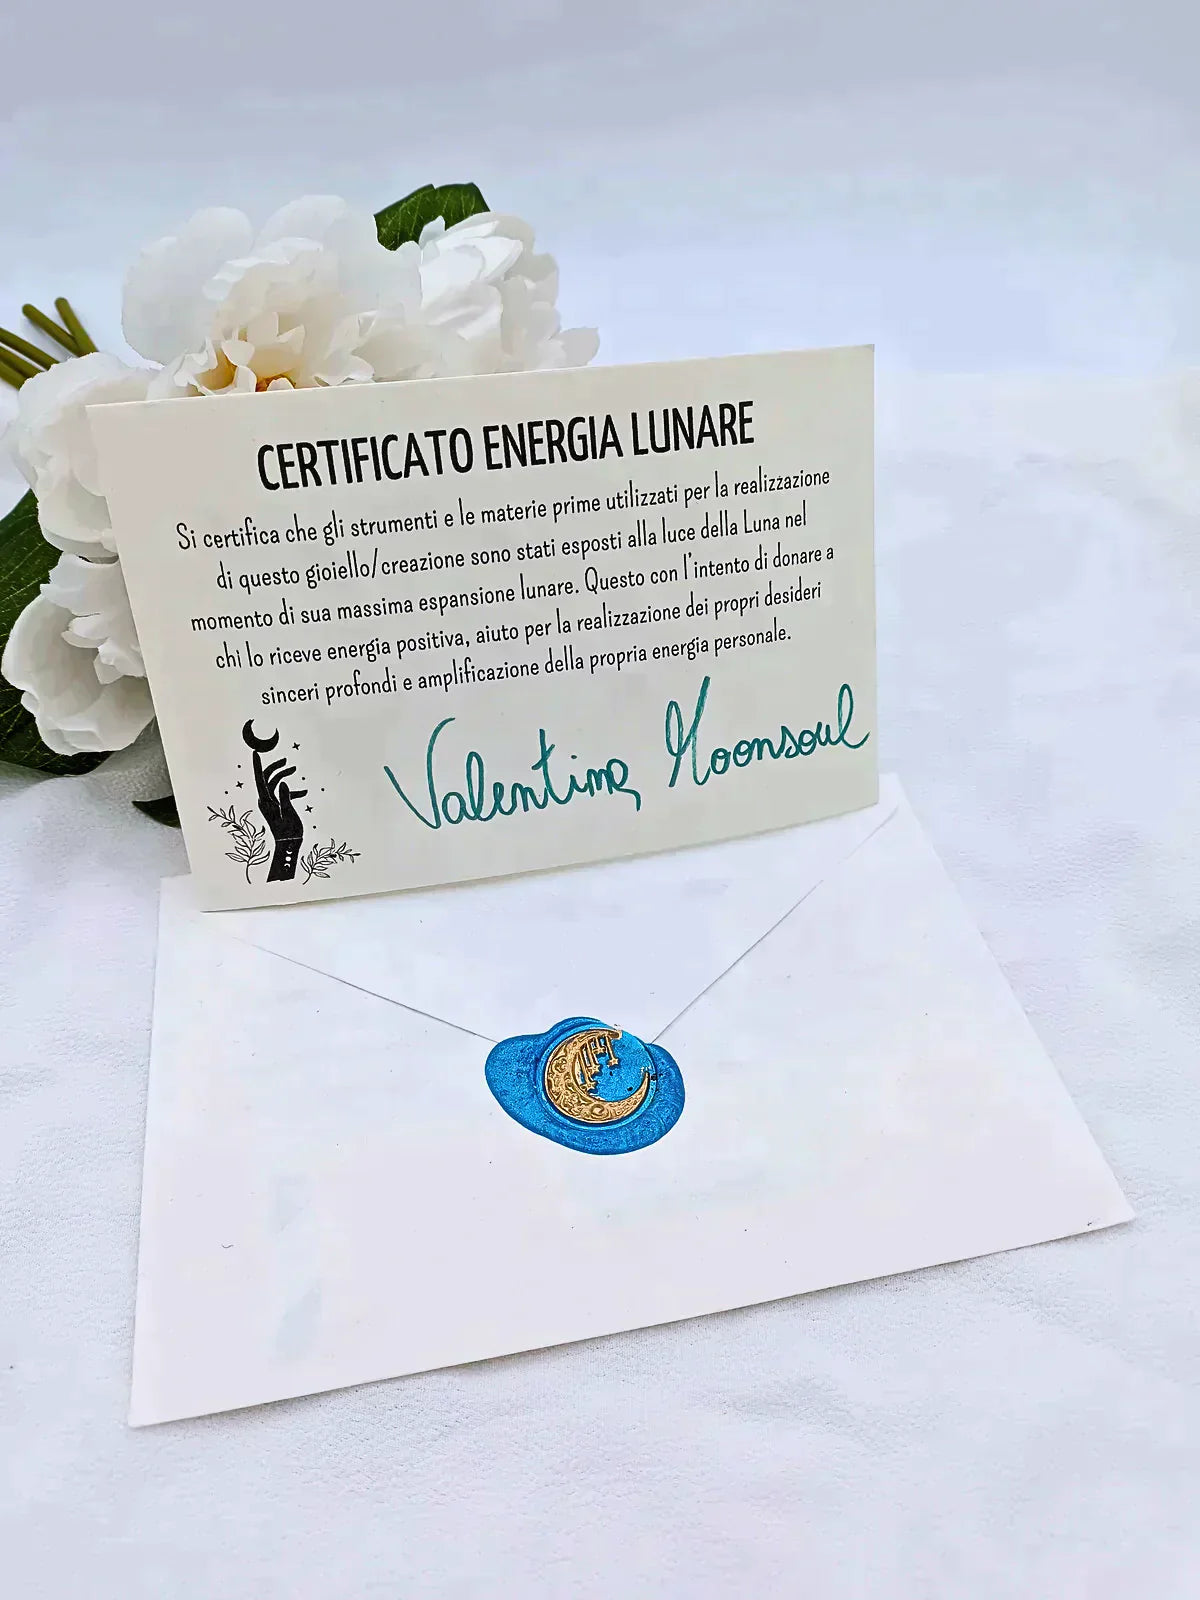 CERTIFICATO ENERGIA LUNARE
Si certifica che gli strumenti e le materie prime utilizzati per la realizzazione
di questo gioiello/creazione sono stati esposti alla luce della Luna nel
momento di sua massima espansione lunare. Questo con l'intento di donare a
chi lo riceve energia positiva, aiuto per la realizzazione dei propri desideri
sinceri profondi e amplificazione della propria energia personale.
Valentina Moonsoul